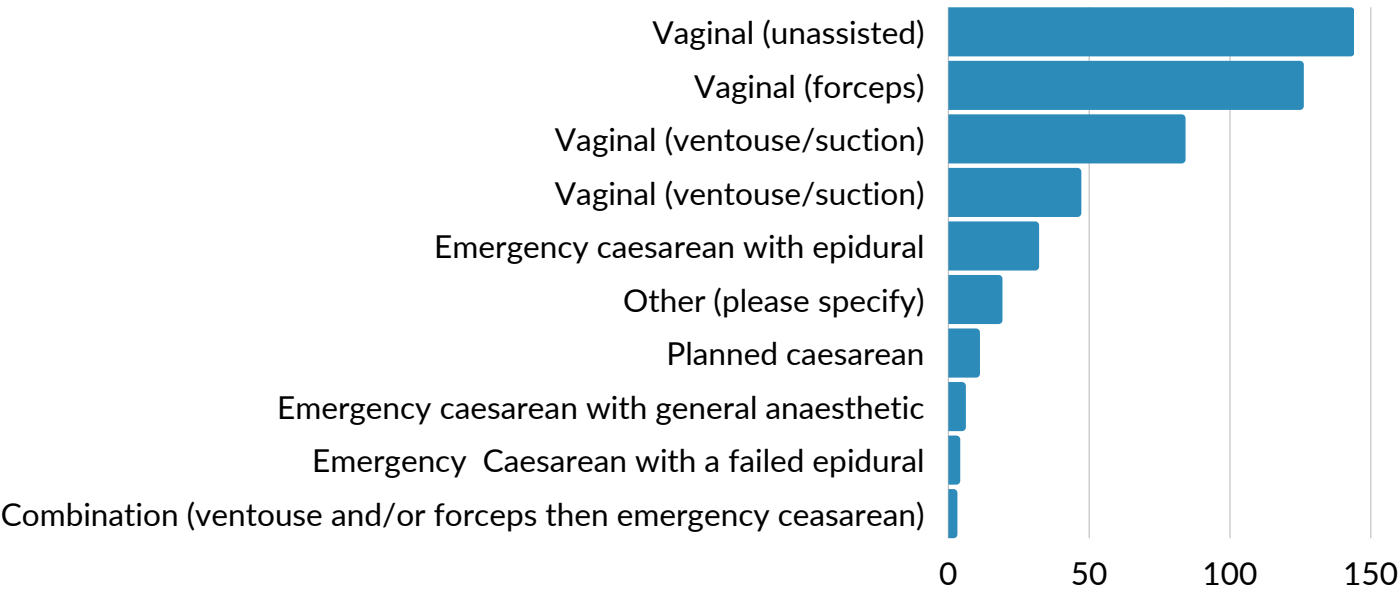 Vaginal (unassisted)
Vaginal (forceps)
Vaginal (ventouse/suction)
Vaginal (ventouse/suction)
Emergency caesarean with epidural
Other (please specify)
Planned caesarean
Emergency caesarean with general anaesthetic
Emergency  Caesarean with a failed epidural
Combination (ventouse and/or forceps then emergency ceasarean)
0 50 100 150